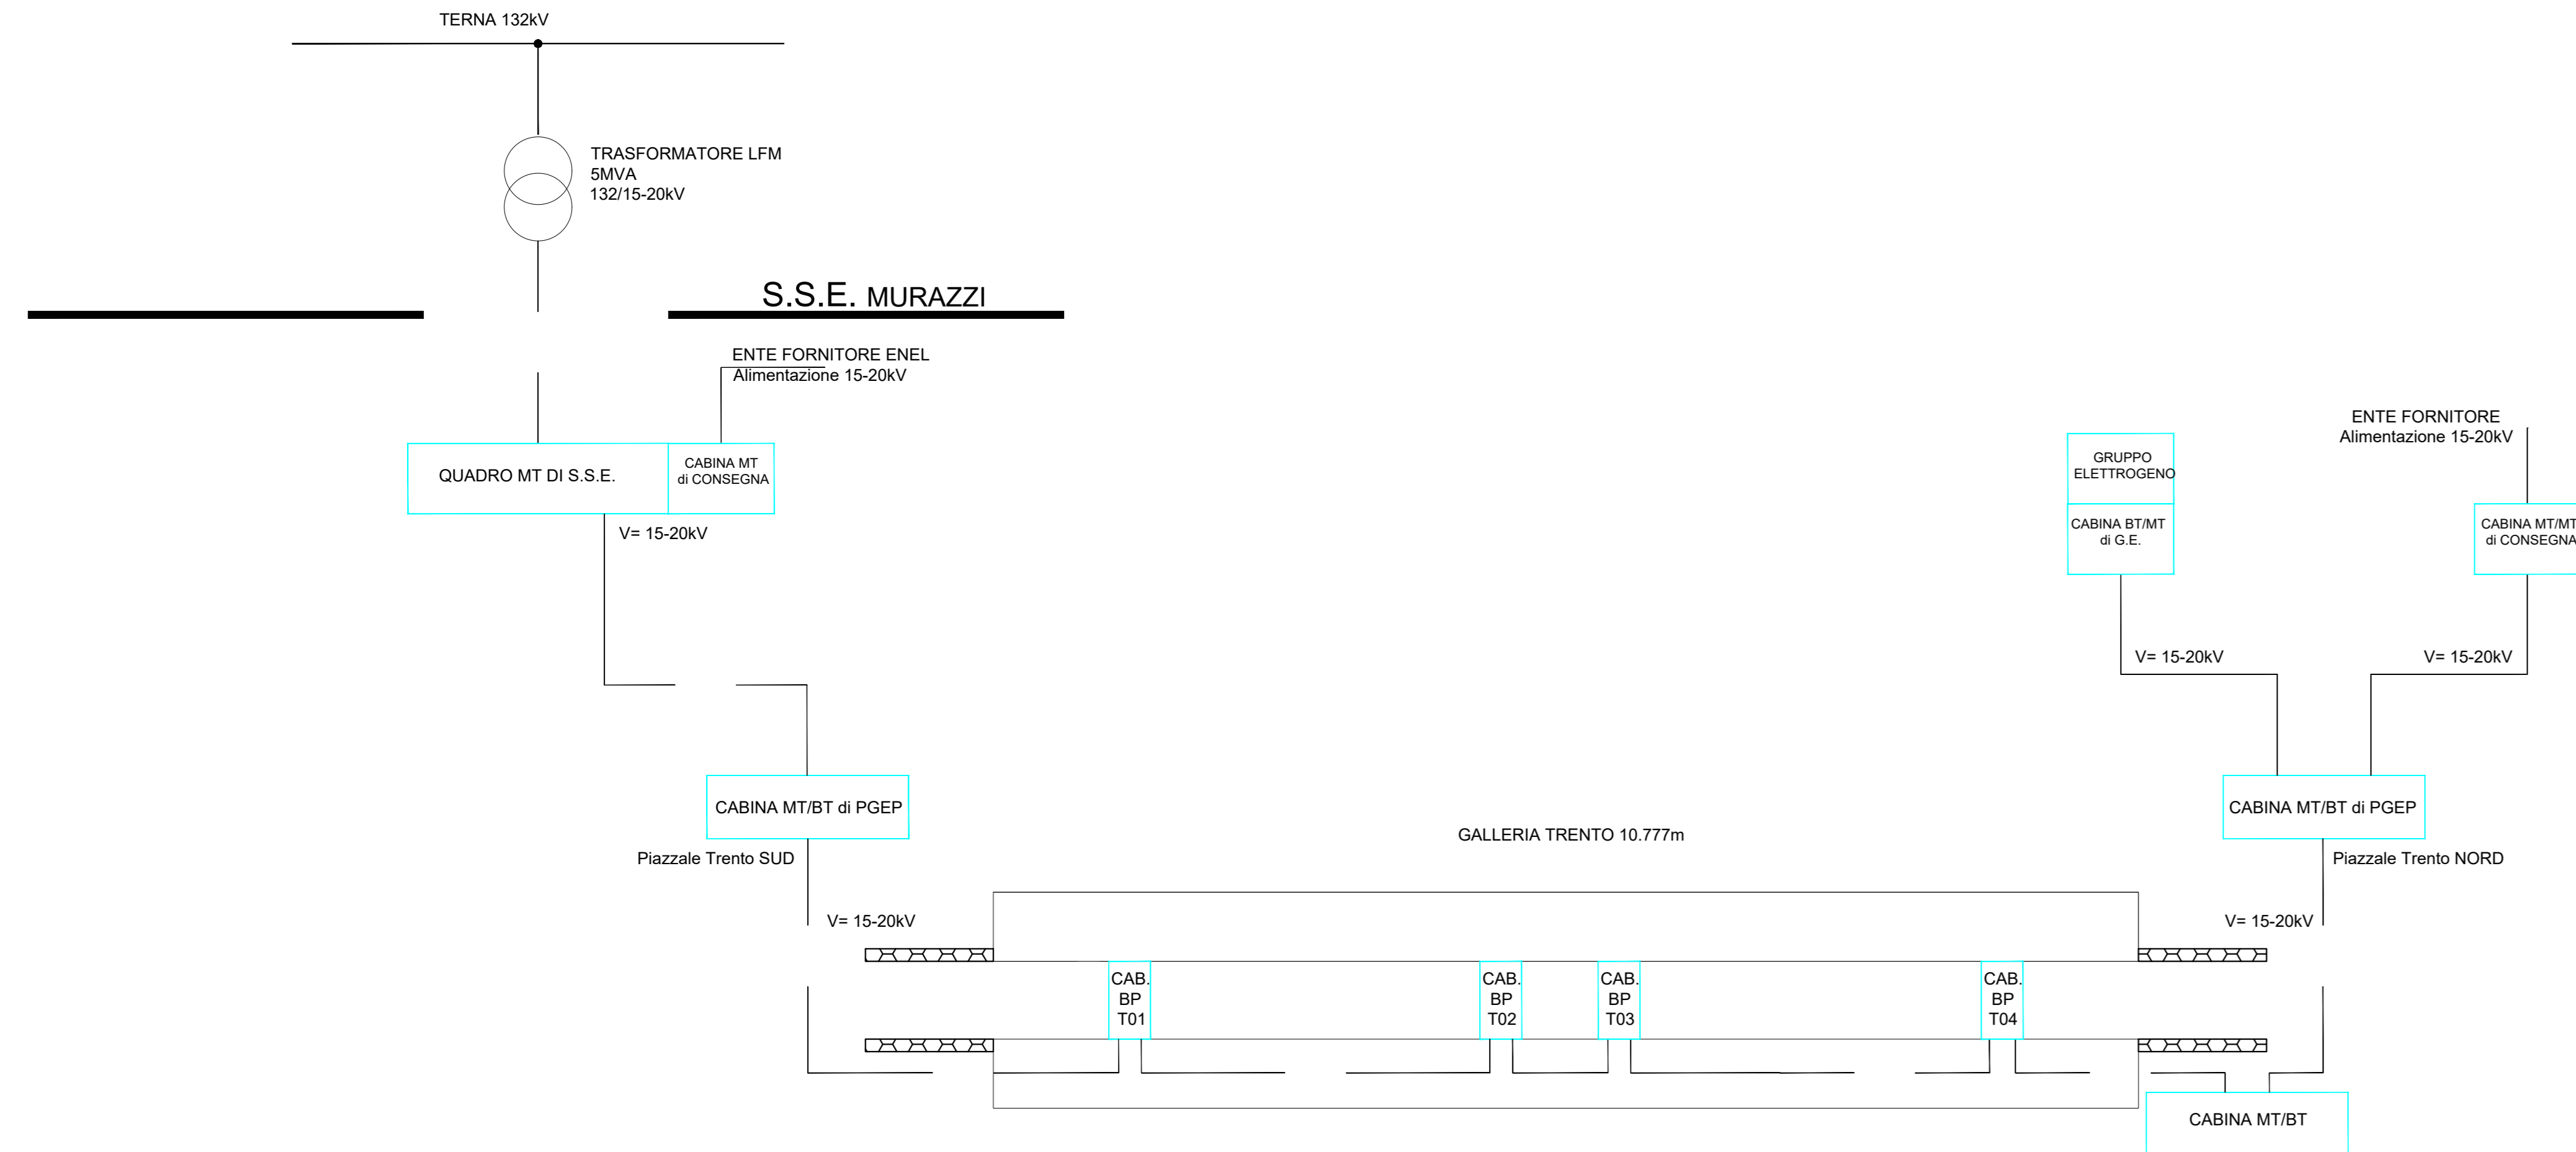 TERNA 132kV
TRASFORMATORE LFM
5MVA
132/15-20kV
S.S.E. MURAZZI
ENTE FORNITORE ENEL
Alimentazione 15-20kV
QUADRO MT DI S.S.E.
CABINA MT
di CONSEGNA
V= 15-20kV
ENTE FORNITORE
Alimentazione 15-20kV
GRUPPO
ELETTROGENO
CABINA BT/MT
di G.E.
CABINA MT/MT
di CONSEGNA
V= 15-20kV
V= 15-20kV
CABINA MT/BT di PGEP
Piazzale Trento SUD
V= 15-20kV
GALLERIA TRENTO 10.777m
CABINA MT/BT di PGEP
Piazzale Trento NORD
V= 15-20kV
CAB.
BP
T01
CAB.
BP
T02
CAB.
BP
T03
CAB.
BP
T04
CABINA MT/BT